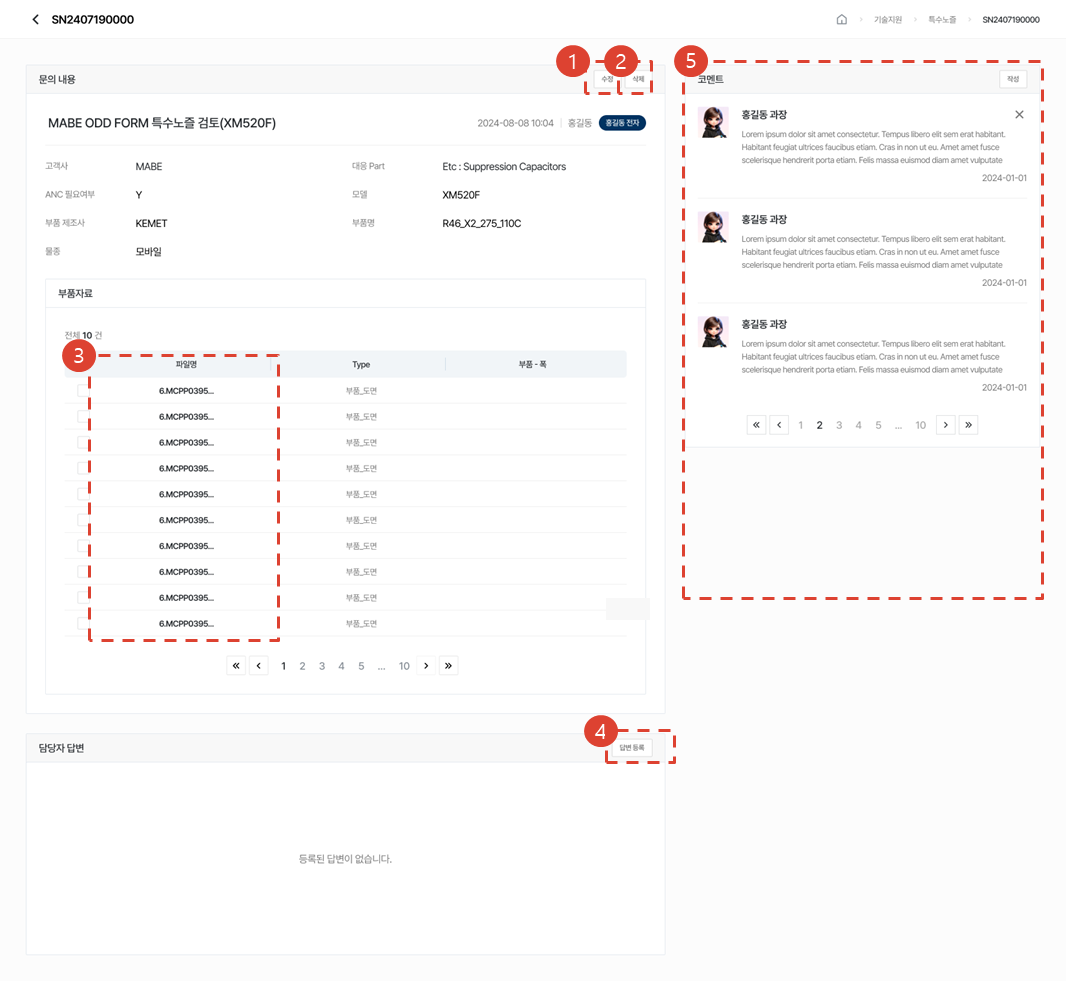 SN2407190000
기술지원 > 특수노즐 > SN2407190000
1
2
문의 내용
수정
삭제
MABE ODD FORM 특수노즐 검토(XM520F)
2024-08-08 10:04 | 홍길동
홍길동 전자
고객사 MABE 대응 Part Etc : Suppression Capacitors
ANC 필요여부 Y 모델 XM520F
부품 제조사 KEMET 부품명 R46_X2_275_110C
물종 모바일
부품자료
전체 10 건
3
파일명 Type 부품 - 폭
6.MCPP0395... 부품_도면
6.MCPP0395... 부품_도면
6.MCPP0395... 부품_도면
6.MCPP0395... 부품_도면
6.MCPP0395... 부품_도면
6.MCPP0395... 부품_도면
6.MCPP0395... 부품_도면
6.MCPP0395... 부품_도면
6.MCPP0395... 부품_도면
6.MCPP0395... 부품_도면
« ‹ 1 2 3 4 5 ... 10 › »
4
담당자 답변
답변 등록
등록된 답변이 없습니다.
5
코멘트
작성
홍길동 과장
Lorem ipsum dolor sit amet consectetur. Tempus libero elit sem erat habitant.
Habitant feugiat ultrices faucibus etiam. Cras in non ut eu. Amet amet fusce
scelerisque hendrerit porta etiam. Felis massa euismod diam amet vulputate
2024-01-01
홍길동 과장
Lorem ipsum dolor sit amet consectetur. Tempus libero elit sem erat habitant.
Habitant feugiat ultrices faucibus etiam. Cras in non ut eu. Amet amet fusce
scelerisque hendrerit porta etiam. Felis massa euismod diam amet vulputate
2024-01-01
홍길동 과장
Lorem ipsum dolor sit amet consectetur. Tempus libero elit sem erat habitant.
Habitant feugiat ultrices faucibus etiam. Cras in non ut eu. Amet amet fusce
scelerisque hendrerit porta etiam. Felis massa euismod diam amet vulputate
2024-01-01
« ‹ 1 2 3 4 5 ... 10 › »